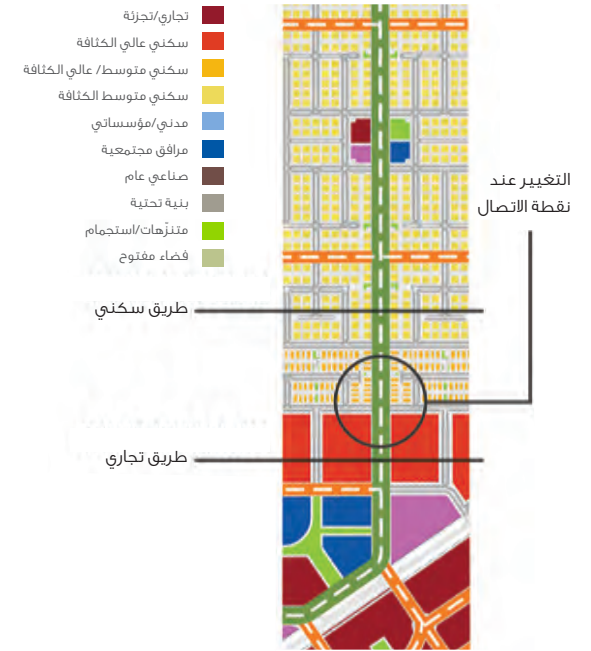 تجاري/تجزئة
سكني عالي الكثافة
سكني متوسط/ عالي الكثافة
سكني متوسط الكثافة
مدني/مؤسساتي
مرافق مجتمعية
صناعي عام
بنية تحتية
متنزّهات/استجمام
فضاء مفتوح
التغيير عند
نقطة الاتصال
طريق سكني
طريق تجاري